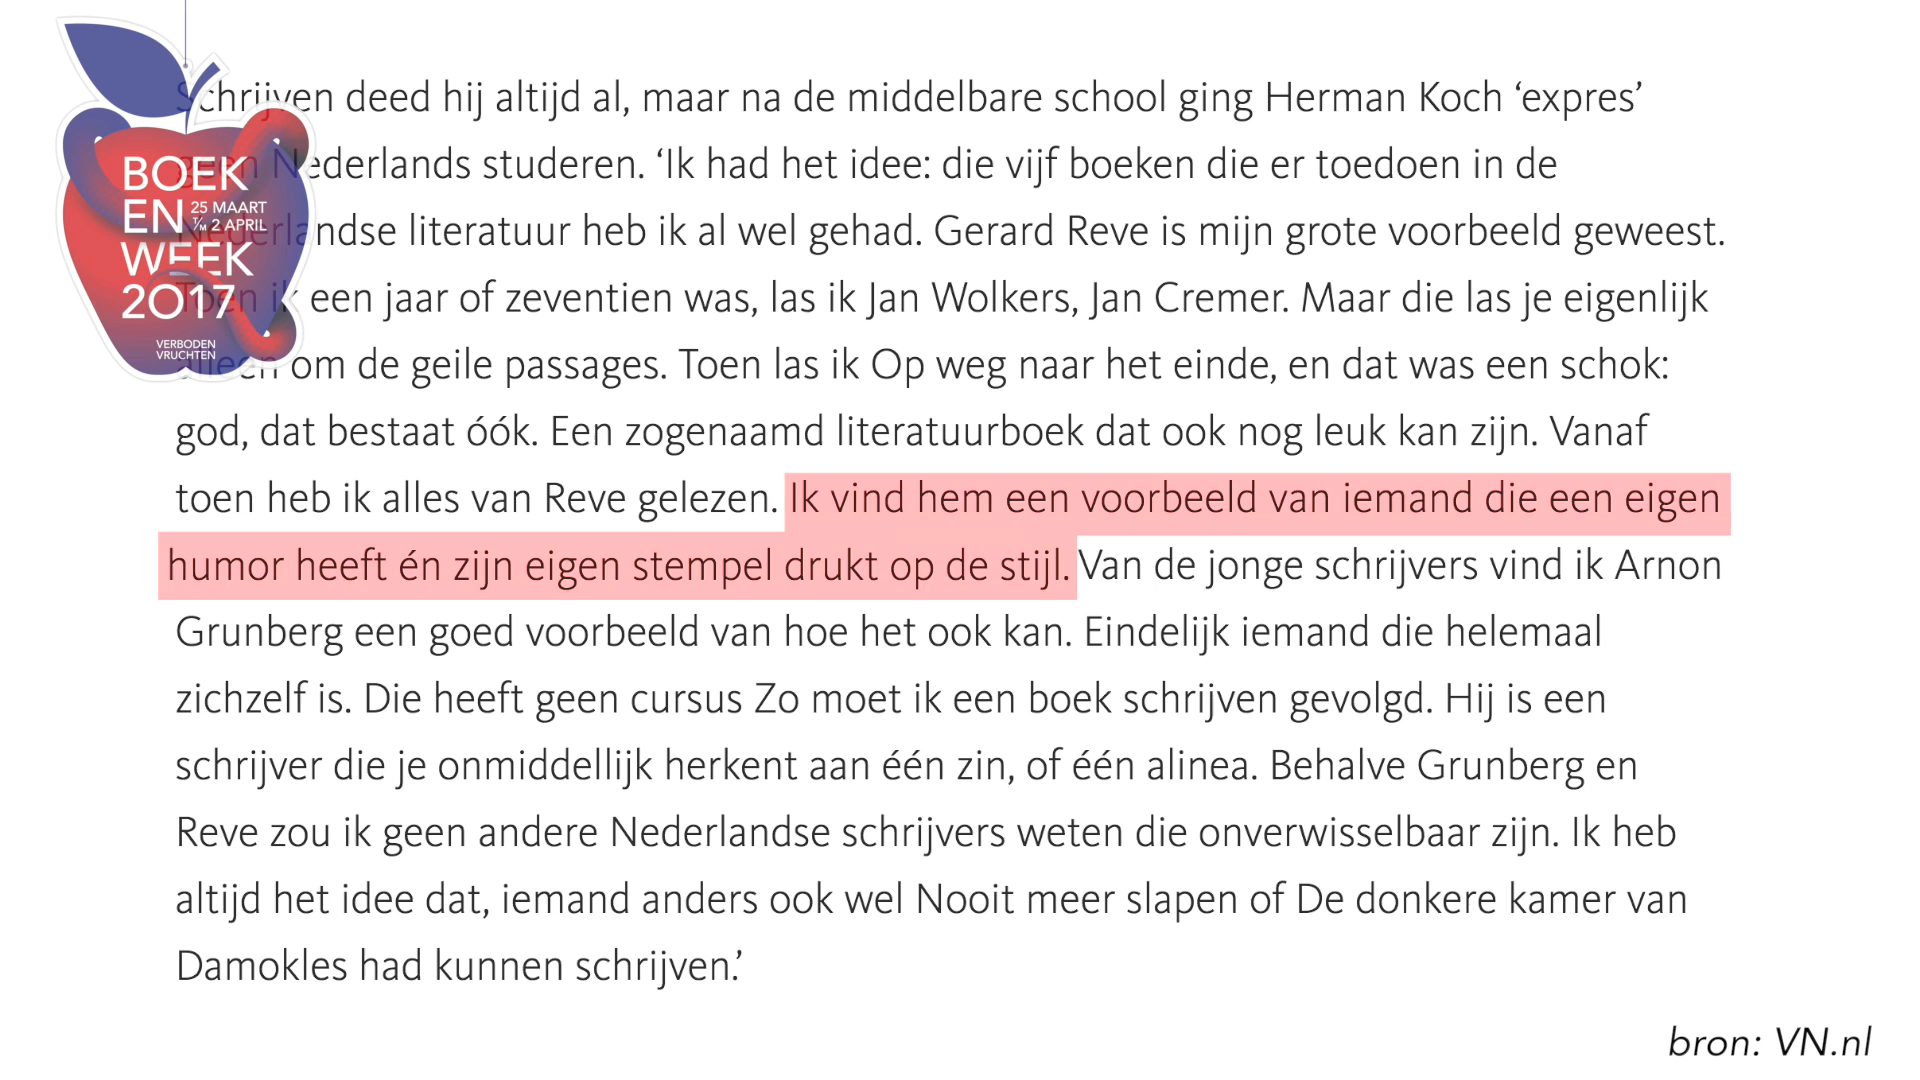 BOEK
EN 25 MAART
T/M 2 APRIL
WEEK
2017
VERBODEN
VRUCHTEN
Schrijven deed hij altijd al, maar na de middelbare school ging Herman Koch ‘expres’
geen Nederlands studeren. ‘Ik had het idee: die vijf boeken die er toedoen in de
Nederlandse literatuur heb ik al wel gehad. Gerard Reve is mijn grote voorbeeld geweest.
Toen ik een jaar of zeventien was, las ik Jan Wolkers, Jan Cremer. Maar die las je eigenlijk
alleen om de geile passages. Toen las ik Op weg naar het einde, en dat was een schok:
god, dat bestaat óók. Een zogenaamd literatuurboek dat ook nog leuk kan zijn. Vanaf
toen heb ik alles van Reve gelezen. Ik vind hem een voorbeeld van iemand die een eigen
humor heeft én zijn eigen stempel drukt op de stijl. Van de jonge schrijvers vind ik Arnon
Grunberg een goed voorbeeld van hoe het ook kan. Eindelijk iemand die helemaal
zichzelf is. Die heeft geen cursus Zo moet ik een boek schrijven gevolgd. Hij is een
schrijver die je onmiddellijk herkent aan één zin, of één alinea. Behalve Grunberg en
Reve zou ik geen andere Nederlandse schrijvers weten die onverwisselbaar zijn. Ik heb
altijd het idee dat, iemand anders ook wel Nooit meer slapen of De donkere kamer van
Damokles had kunnen schrijven.’
bron: VN.nl